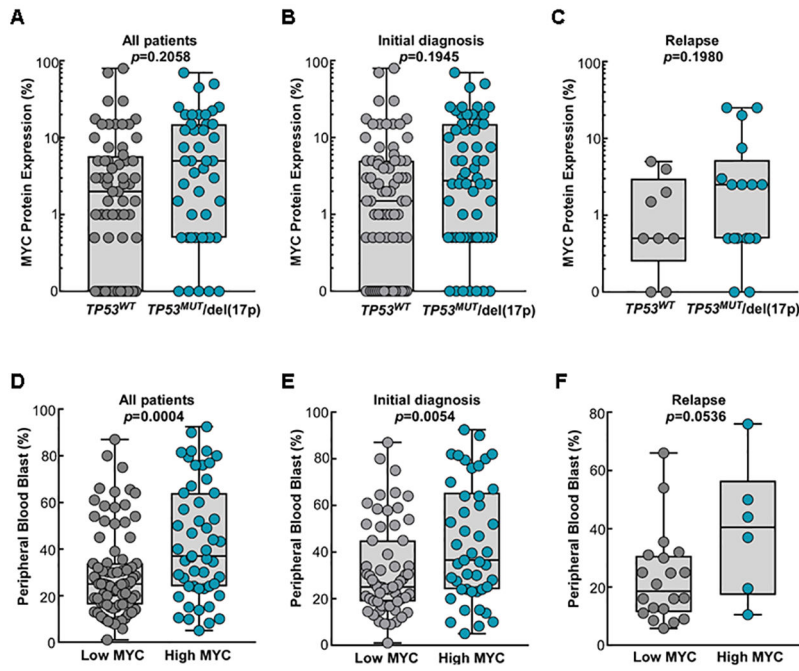 A
All patients
p=0.2058
MYC Protein Expression (%)
100
10
1
0
TP53WT TP53MUT/del(17p)
B
Initial diagnosis
p=0.1945
MYC Protein Expression (%)
100
10
1
0
TP53WT TP53MUT/del(17p)
C
Relapse
p=0.1980
MYC Protein Expression (%)
100
10
1
0
TP53WT TP53MUT/del(17p)
D
All patients
p=0.0004
Peripheral Blood Blast (%)
100
80
60
40
20
0
Low MYC High MYC
E
Initial diagnosis
p=0.0054
Peripheral Blood Blast (%)
100
80
60
40
20
0
Low MYC High MYC
F
Relapse
p=0.0536
Peripheral Blood Blast (%)
80
60
40
20
0
Low MYC High MYC